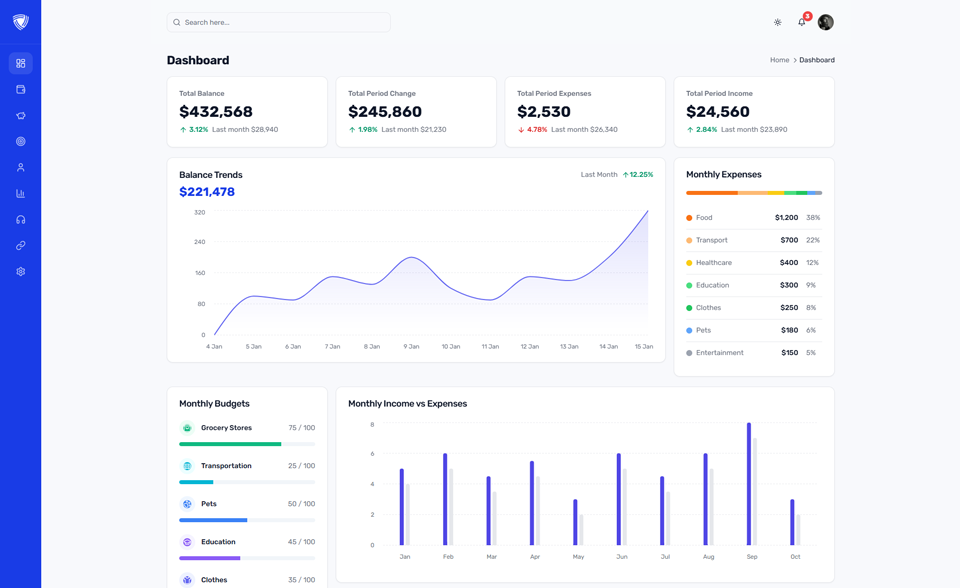 Search here...
3
Dashboard
Home > Dashboard
Total Balance
$432,568
↑ 3.12% Last month $28,940
Total Period Change
$245,860
↑ 1.98% Last month $21,230
Total Period Expenses
$2,530
↓ 4.78% Last month $26,340
Total Period Income
$24,560
↑ 2.84% Last month $23,890
Balance Trends
Last Month ↑ 12.25%
$221,478
320
240
160
80
0
4 Jan 5 Jan 6 Jan 7 Jan 8 Jan 9 Jan 10 Jan 11 Jan 12 Jan 13 Jan 14 Jan 15 Jan
Monthly Expenses
Food $1,200 38%
Transport $700 22%
Healthcare $400 12%
Education $300 9%
Clothes $250 8%
Pets $180 6%
Entertainment $150 5%
Monthly Budgets
Grocery Stores 75 / 100
Transportation 25 / 100
Pets 50 / 100
Education 45 / 100
Clothes 35 / 100
Monthly Income vs Expenses
8
6
4
2
0
Jan Feb Mar Apr May Jun Jul Aug Sep Oct